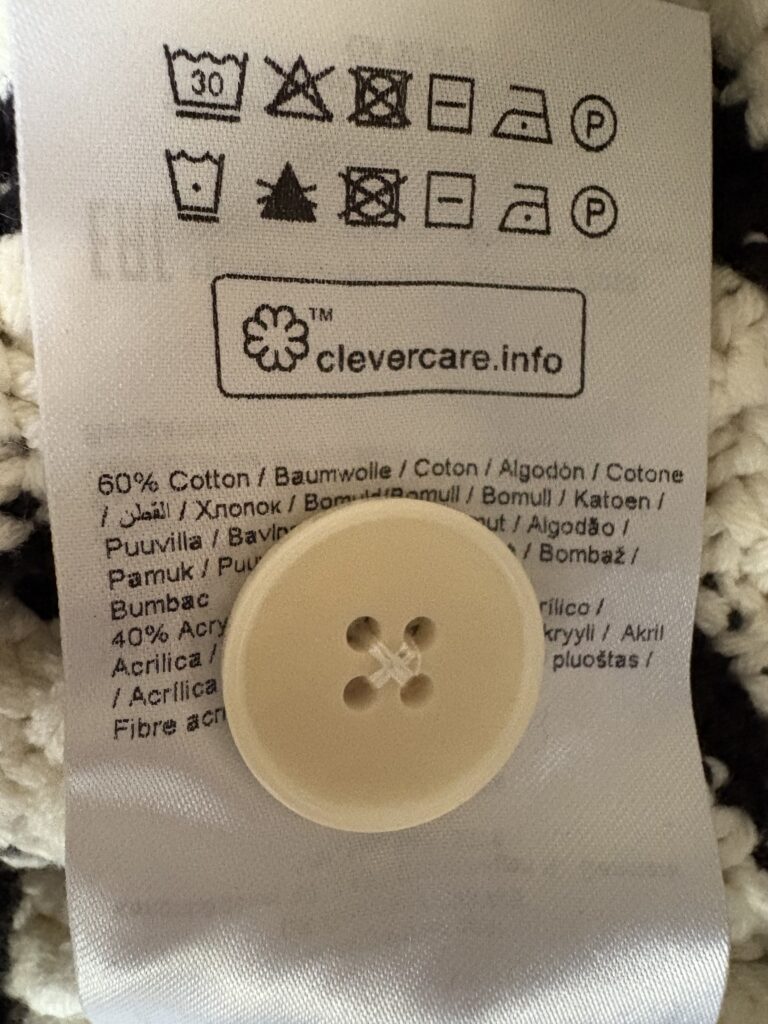 30 P
P
TM
clevercare.info
60% Cotton / Baumwolle / Coton / Algodón / Cotone
/ القطن / Хлопок / Bomuld/Bomull / Bomull / Katoen /
Puuvilla / / Algodão /
Pamuk / / Bombaž /
Bumbac
40% /
Acrilica / / Akril
/ Acrílica pluoštas /
Fibre